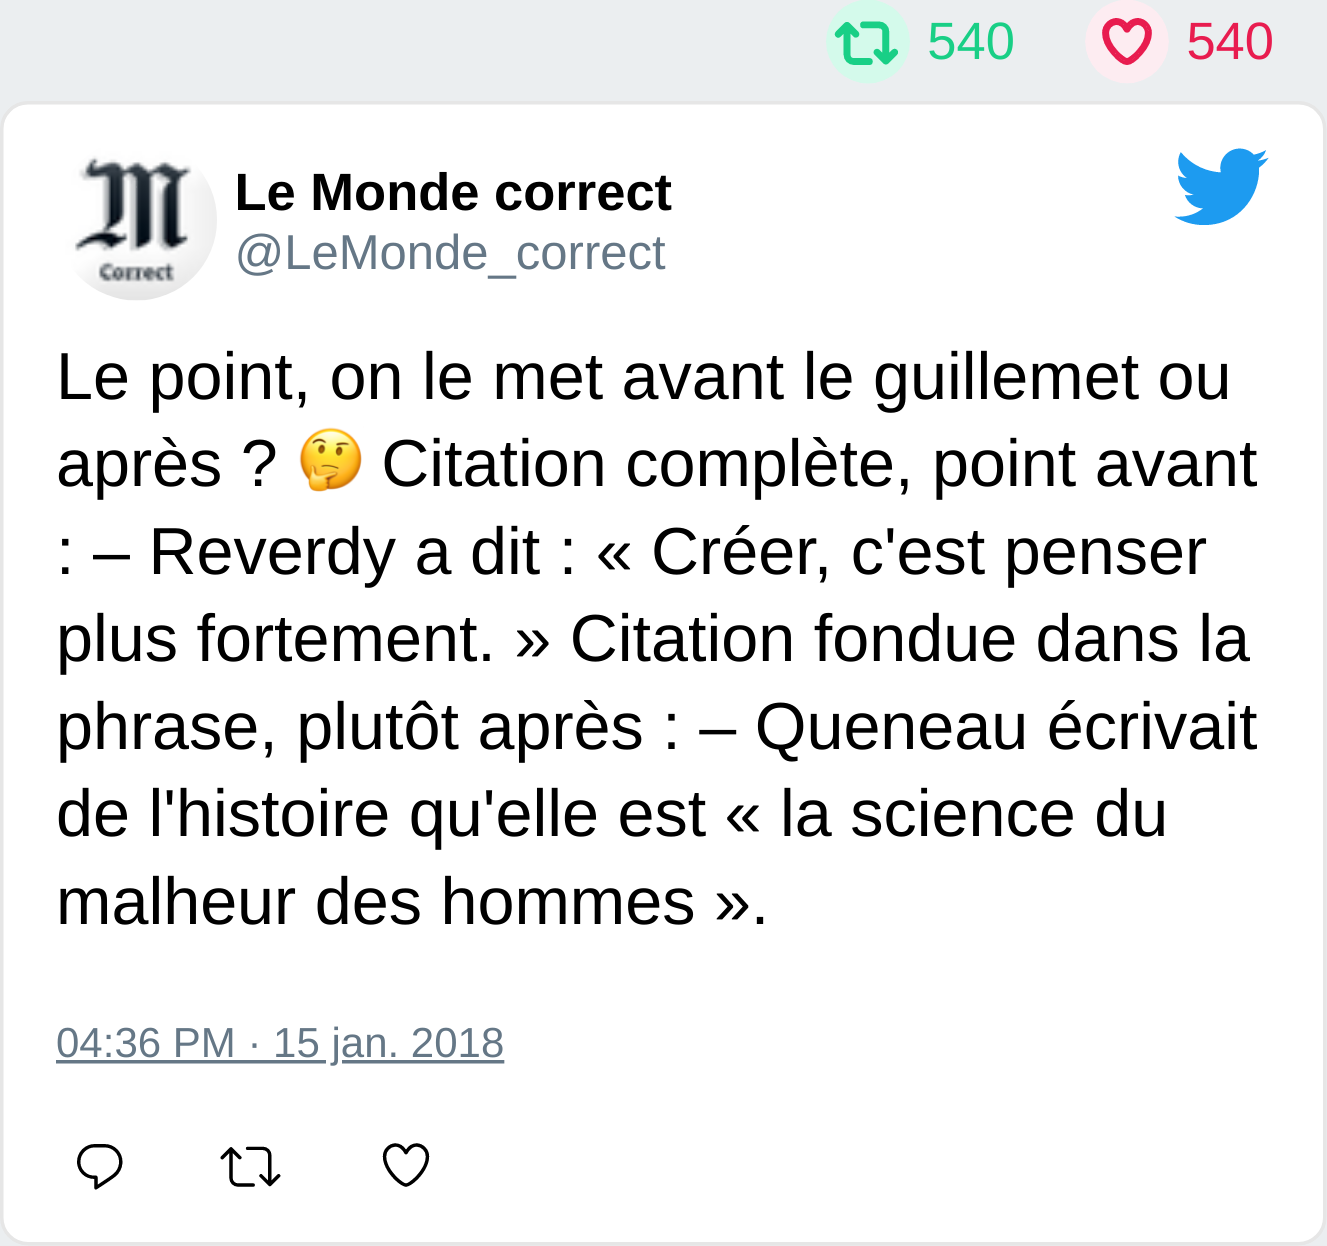 540 540
M
Correct
Le Monde correct
@LeMonde_correct
Le point, on le met avant le guillemet ou
après ? 🤔 Citation complète, point avant
: – Reverdy a dit : « Créer, c'est penser
plus fortement. » Citation fondue dans la
phrase, plutôt après : – Queneau écrivait
de l'histoire qu'elle est « la science du
malheur des hommes ».
04:36 PM · 15 jan. 2018